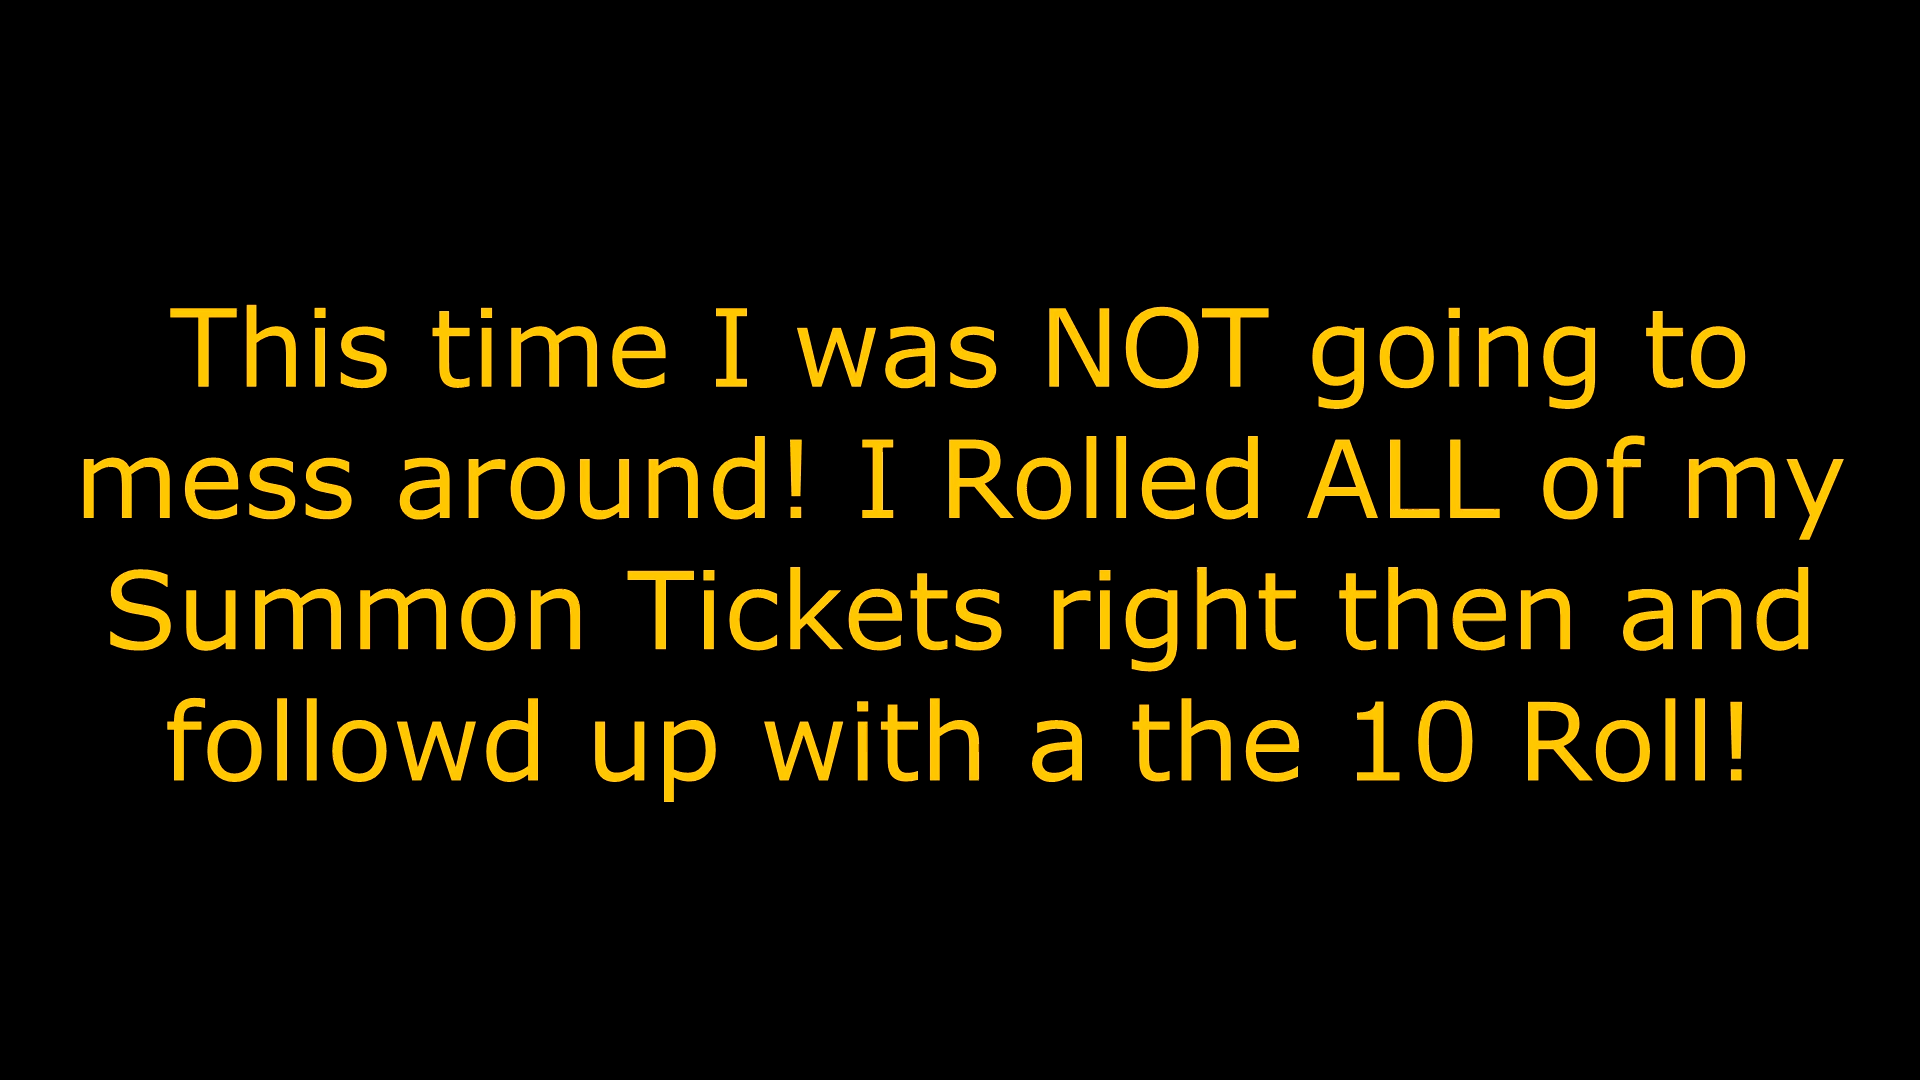 This time I was NOT going to
mess around! I Rolled ALL of my
Summon Tickets right then and
followd up with a the 10 Roll!